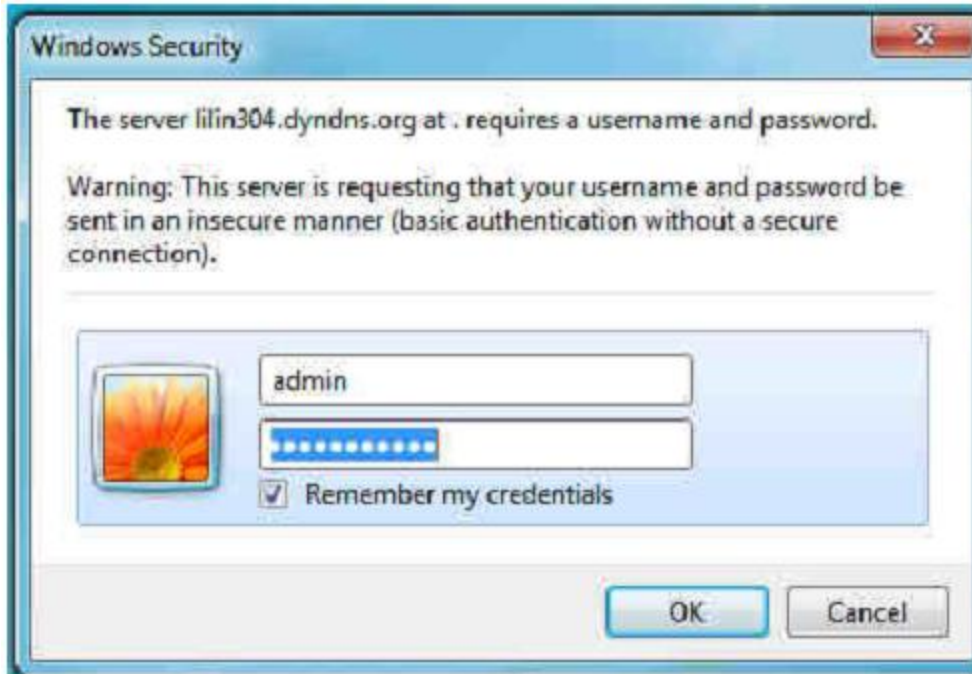 Windows Security
The server lilin304.dyndns.org at . requires a username and password.
Warning: This server is requesting that your username and password be
sent in an insecure manner (basic authentication without a secure
connection).
admin
•••••••••••
Remember my credentials
OK
Cancel